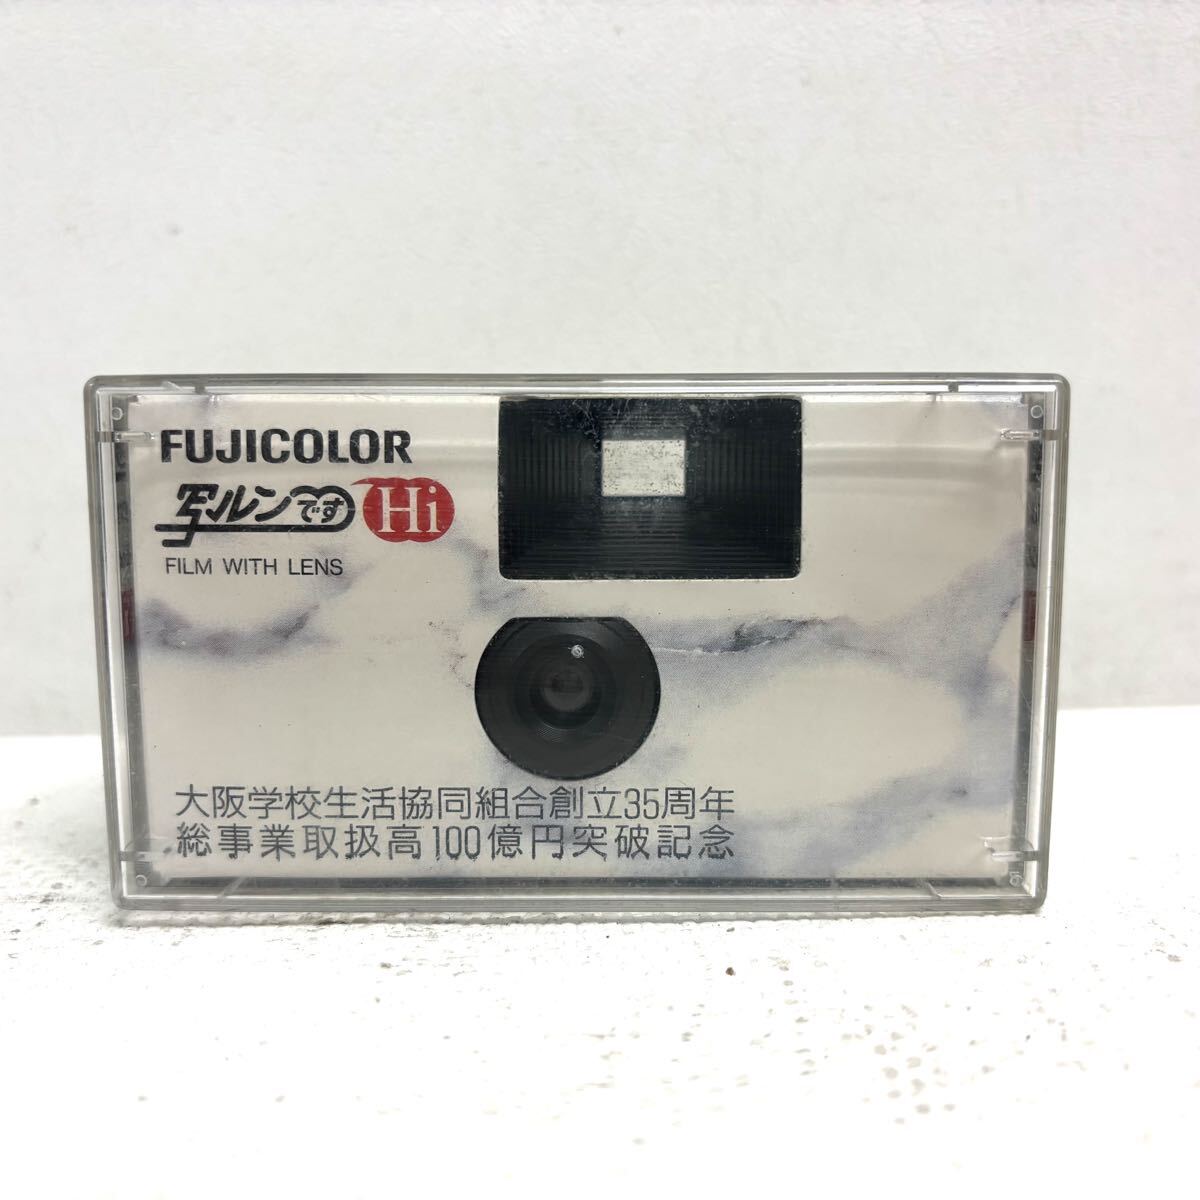 FUJICOLOR
写ルンです Hi
FILM WITH LENS
大阪学校生活協同組合創立35周年
総事業取扱高100億円突破記念